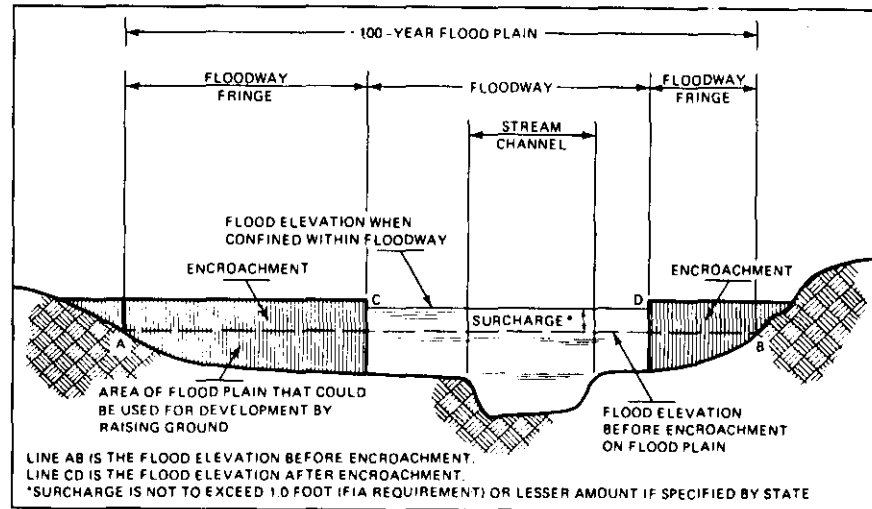 100-YEAR FLOOD PLAIN
FLOODWAY
FRINGE
FLOODWAY
FLOODWAY
FRINGE
STREAM
CHANNEL
FLOOD ELEVATION WHEN
CONFINED WITHIN FLOODWAY
ENCROACHMENT
ENCROACHMENT
C
D
SURCHARGE*
A
B
AREA OF FLOOD PLAIN THAT COULD
BE USED FOR DEVELOPMENT BY
RAISING GROUND
FLOOD ELEVATION
BEFORE ENCROACHMENT
ON FLOOD PLAIN
LINE AB IS THE FLOOD ELEVATION BEFORE ENCROACHMENT.
LINE CD IS THE FLOOD ELEVATION AFTER ENCROACHMENT.
*SURCHARGE IS NOT TO EXCEED 1.0 FOOT (FIA REQUIREMENT) OR LESSER AMOUNT IF SPECIFIED BY STATE